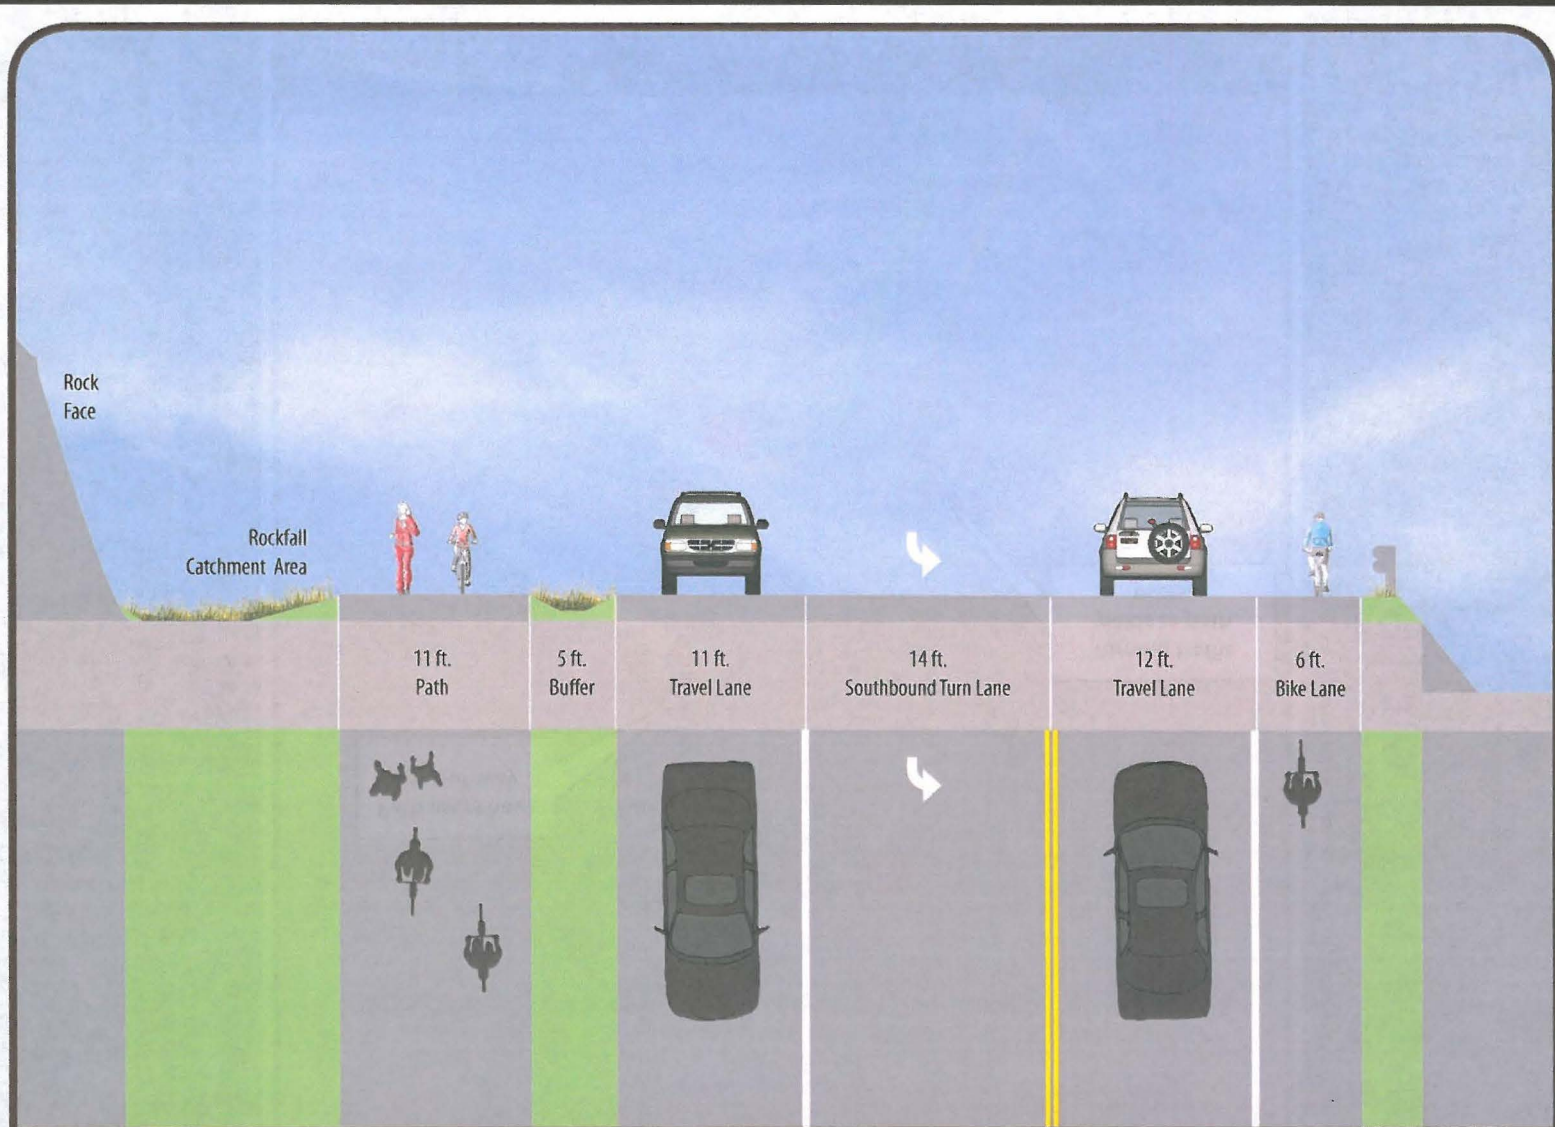 Rock
Face
Rockfall
Catchment Area
11 ft.
Path
5 ft.
Buffer
11 ft.
Travel Lane
14 ft.
Southbound Turn Lane
12 ft.
Travel Lane
6 ft.
Bike Lane